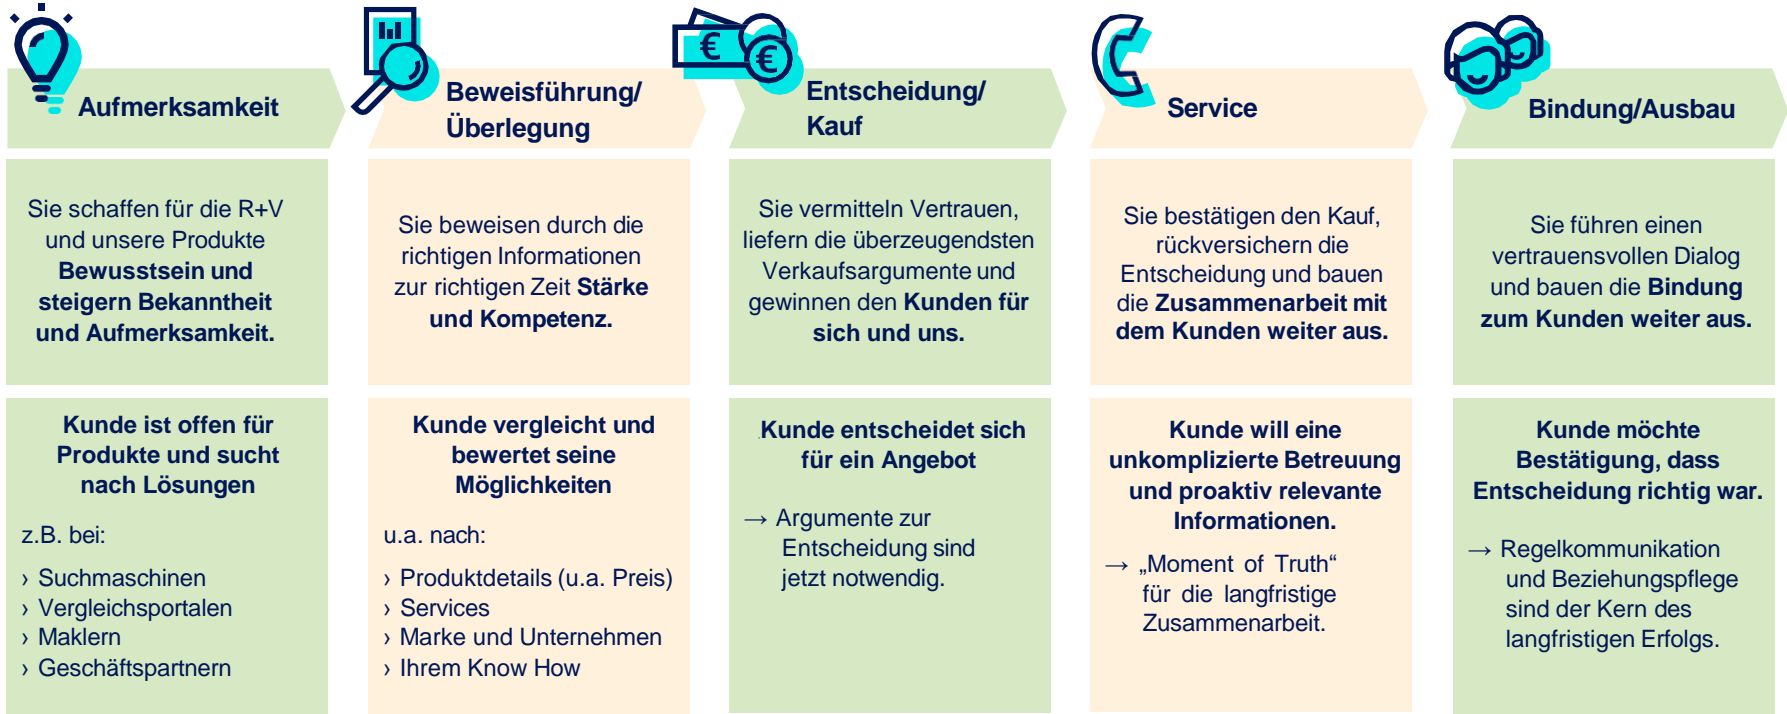 Aufmerksamkeit
Sie schaffen für die R+V
und unsere Produkte
Bewusstsein und
steigern Bekanntheit
und Aufmerksamkeit.
Kunde ist offen für
Produkte und sucht
nach Lösungen
z.B. bei:
› Suchmaschinen
› Vergleichsportalen
› Maklern
› Geschäftspartnern
Beweisführung/
Überlegung
Sie beweisen durch die
richtigen Informationen
zur richtigen Zeit Stärke
und Kompetenz.
Kunde vergleicht und
bewertet seine
Möglichkeiten
u.a. nach:
› Produktdetails (u.a. Preis)
› Services
› Marke und Unternehmen
› Ihrem Know How
€ €
Entscheidung/
Kauf
Sie vermitteln Vertrauen,
liefern die überzeugendsten
Verkaufsargumente und
gewinnen den Kunden für
sich und uns.
Kunde entscheidet sich
für ein Angebot
→ Argumente zur
Entscheidung sind
jetzt notwendig.
Service
Sie bestätigen den Kauf,
rückversichern die
Entscheidung und bauen
die Zusammenarbeit mit
dem Kunden weiter aus.
Kunde will eine
unkomplizierte Betreuung
und proaktiv relevante
Informationen.
→ „Moment of Truth“
für die langfristige
Zusammenarbeit.
Bindung/Ausbau
Sie führen einen
vertrauensvollen Dialog
und bauen die Bindung
zum Kunden weiter aus.
Kunde möchte
Bestätigung, dass
Entscheidung richtig war.
→ Regelkommunikation
und Beziehungspflege
sind der Kern des
langfristigen Erfolgs.